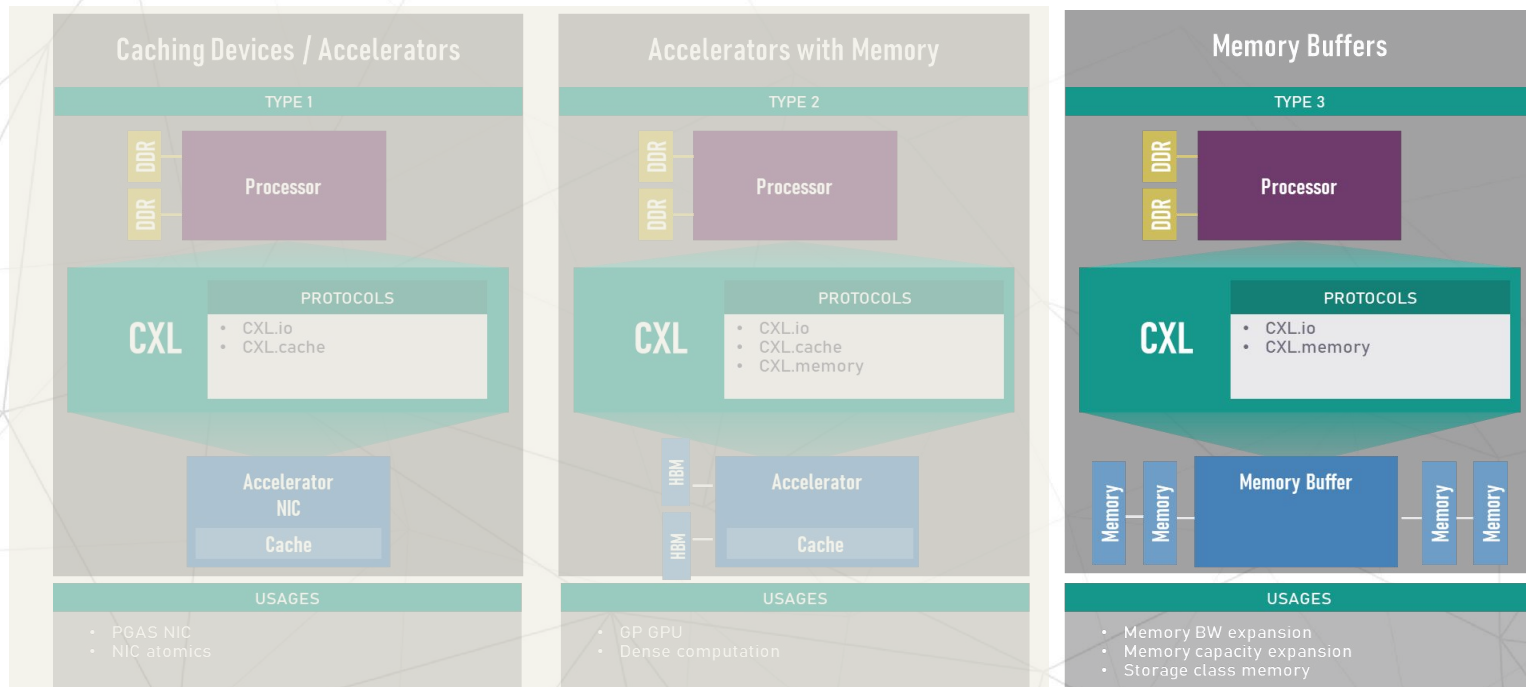 Caching Devices / Accelerators
TYPE 1
DDR
DDR
Processor
CXL
PROTOCOLS
• CXL.io
• CXL.cache
Accelerator
NIC
Cache
USAGES
• PGAS NIC
• NIC atomics
Accelerators with Memory
TYPE 2
DDR
DDR
Processor
CXL
PROTOCOLS
• CXL.io
• CXL.cache
• CXL.memory
HBM
HBM
Accelerator
Cache
USAGES
• GP GPU
• Dense computation
Memory Buffers
TYPE 3
DDR
DDR
Processor
CXL
PROTOCOLS
• CXL.io
• CXL.memory
Memory
Memory
Memory Buffer
Memory
Memory
USAGES
• Memory BW expansion
• Memory capacity expansion
• Storage class memory